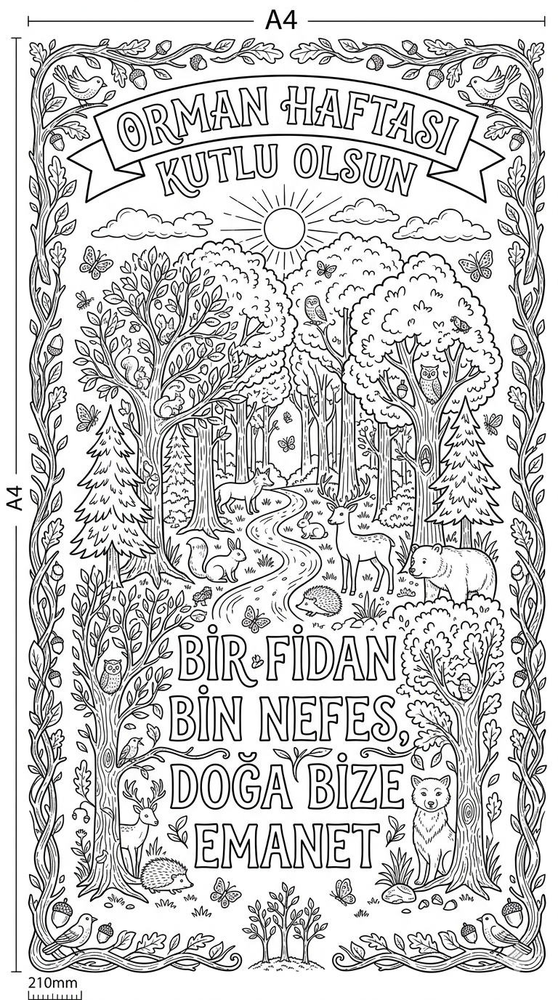 A4
ORMAN HAFTASI
KUTLU OLSUN
A4
BİR FİDAN
BİN NEFES,
DOĞA BİZE
EMANET
210mm